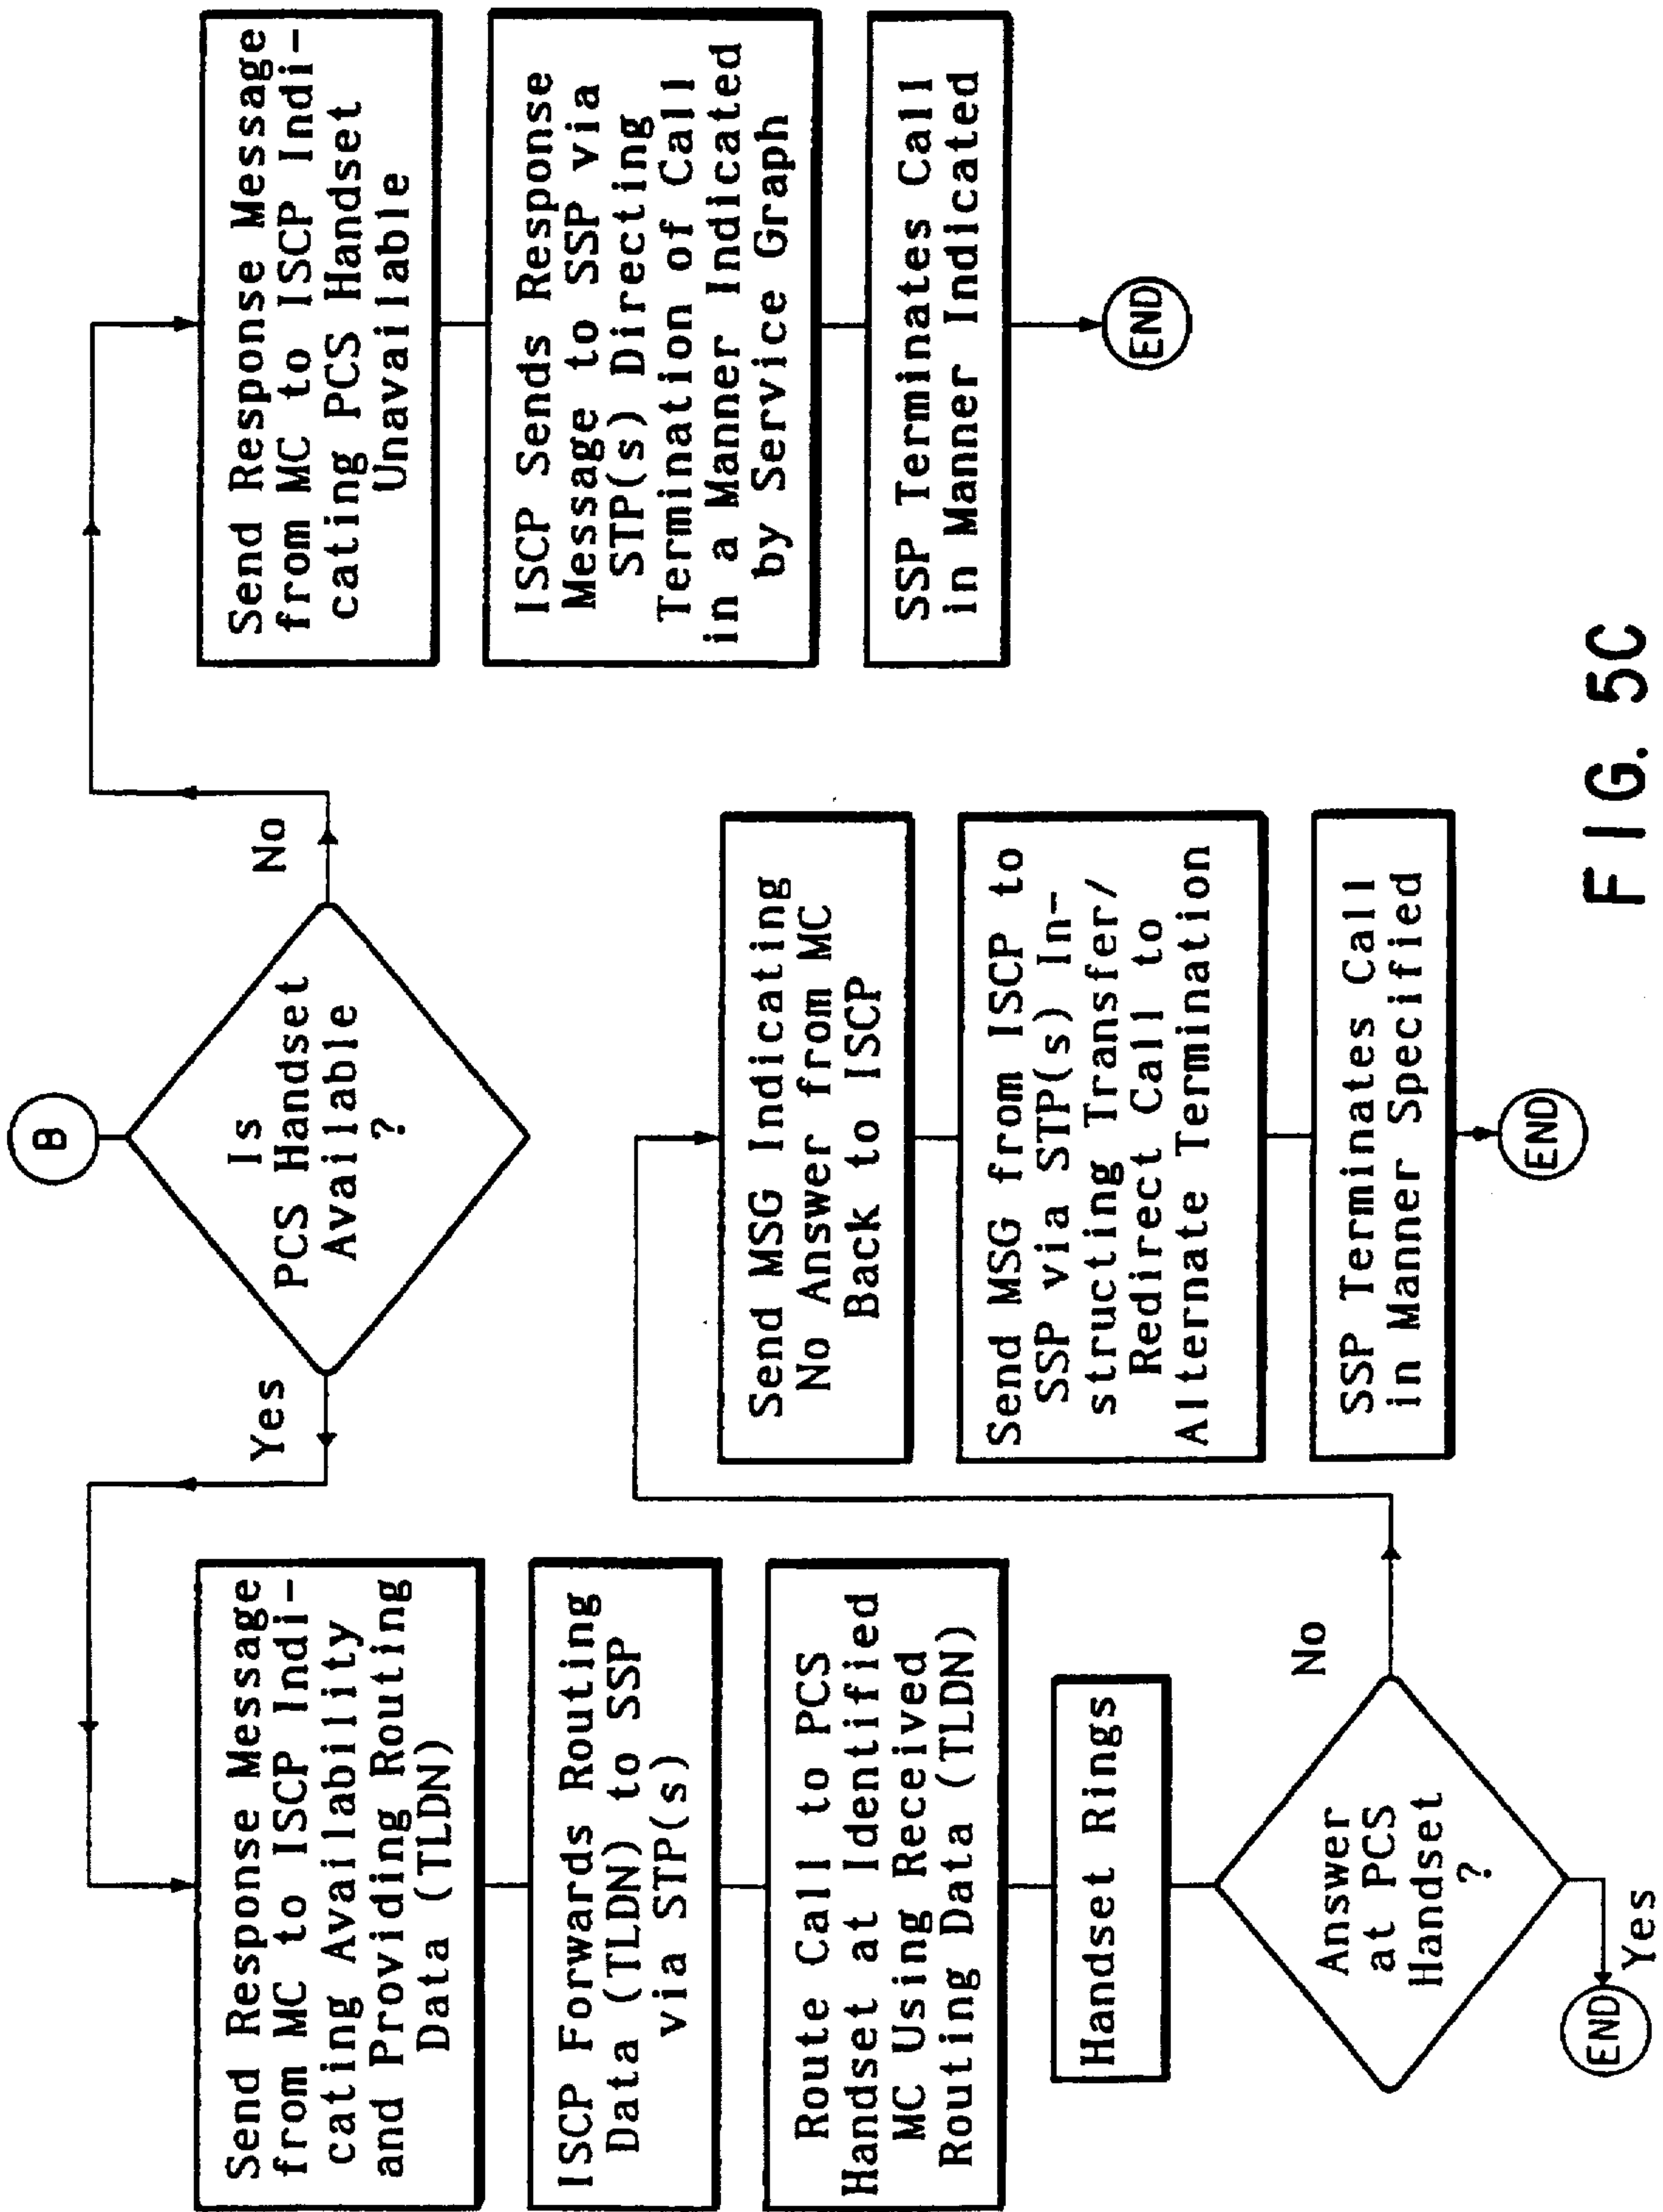 B
Is
PCS Handset
Available
?
Yes
No
Send Response Message
from MC to ISCP Indi-
cating Availability
and Providing Routing
Data (TLDN)
ISCP Forwards Routing
Data (TLDN) to SSP
via STP(s)
Route Call to PCS
Handset at Identified
MC Using Received
Routing Data (TLDN)
Handset Rings
Answer
at PCS
Handset
?
No
Yes
END
Send MSG Indicating
No Answer from MC
Back to ISCP
Send MSG from ISCP to
SSP via STP(s) In-
structing Transfer/
Redirect Call to
Alternate Termination
SSP Terminates Call
in Manner Specified
END
Send Response Message
from MC to ISCP Indi-
cating PCS Handset
Unavailable
ISCP Sends Response
Message to SSP via
STP(s) Directing
Termination of Call
in a Manner Indicated
by Service Graph
SSP Terminates Call
in Manner Indicated
END
FIG. 5C